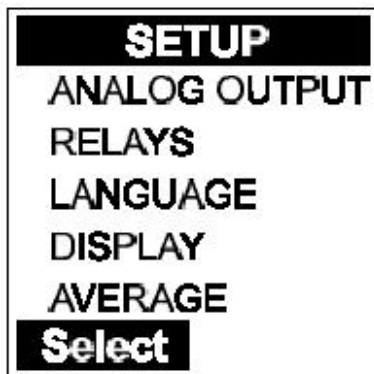 SETUP
ANALOG OUTPUT
RELAYS
LANGUAGE
DISPLAY
AVERAGE
Select